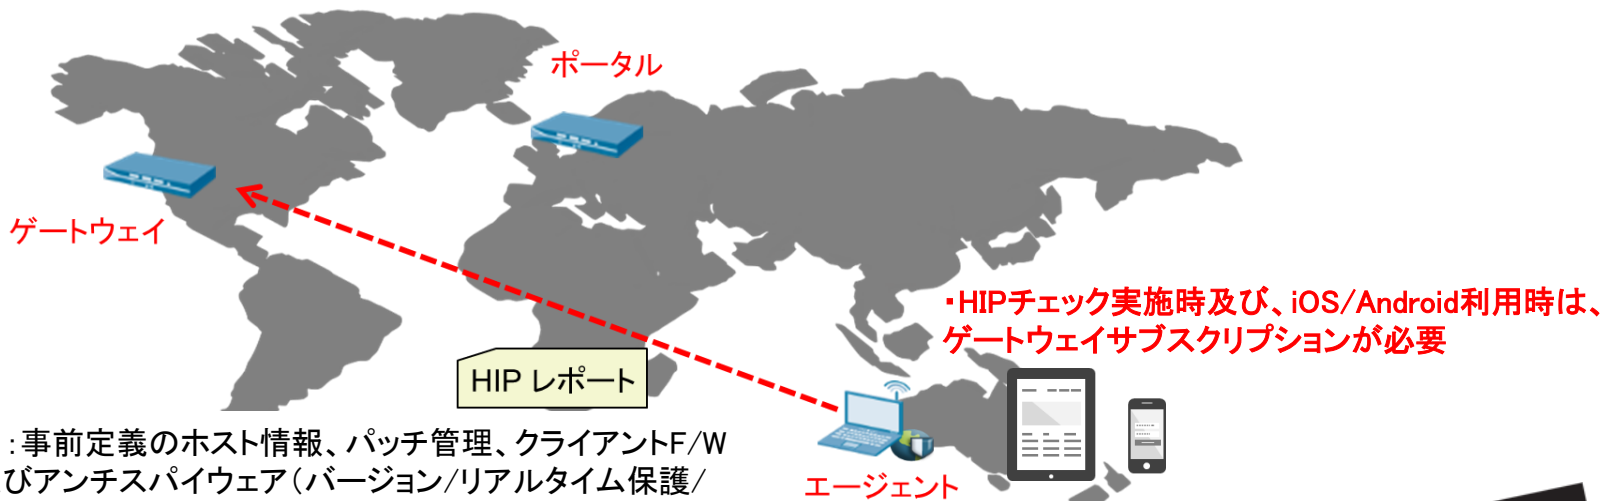 ポータル
ゲートウェイ
・HIPチェック実施時及び、iOS/Android利用時は、
ゲートウェイサブスクリプションが必要
HIP レポート
:事前定義のホスト情報、パッチ管理、クライアントF/W
びアンチスパイウェア(バージョン/リアルタイム保護/
エージェント